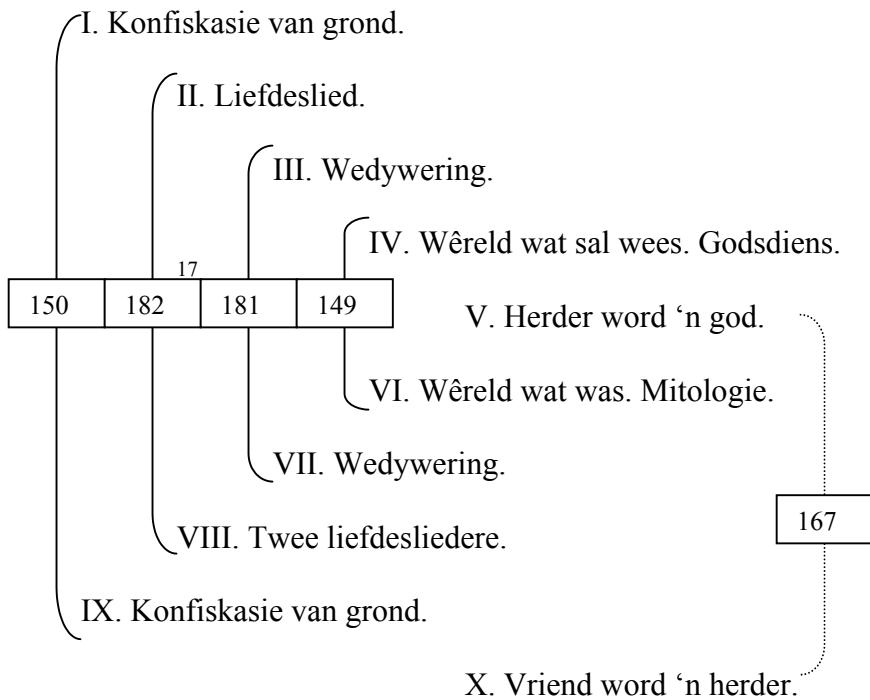 I. Konfiskasie van grond.
II. Liefdeslied.
III. Wedywering.
IV. Wêreld wat sal wees. Godsdiens.
17
150 182 181 149
V. Herder word ‘n god.
VI. Wêreld wat was. Mitologie.
VII. Wedywering.
167
VIII. Twee liefdesliedere.
IX. Konfiskasie van grond.
X. Vriend word ‘n herder.